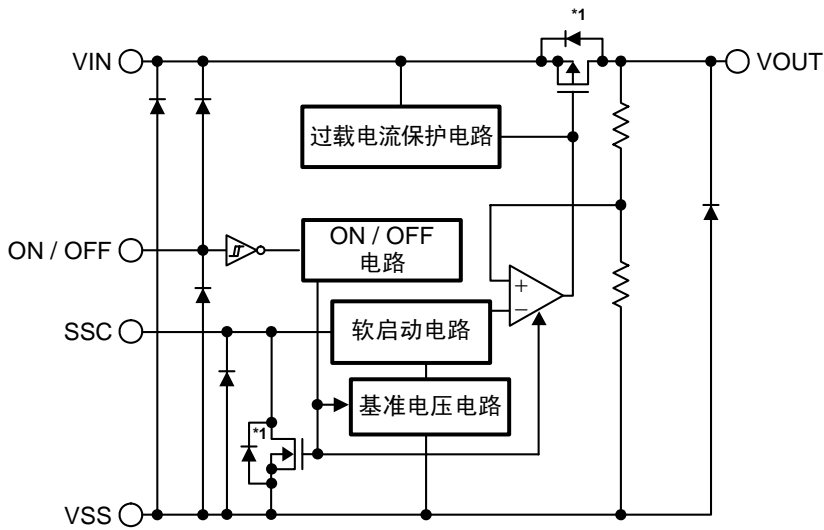 *1
VIN
VOUT
过载电流保护电路
ON / OFF
ON / OFF
电路
+
−
SSC
软启动电路
基准电压电路
*1
VSS